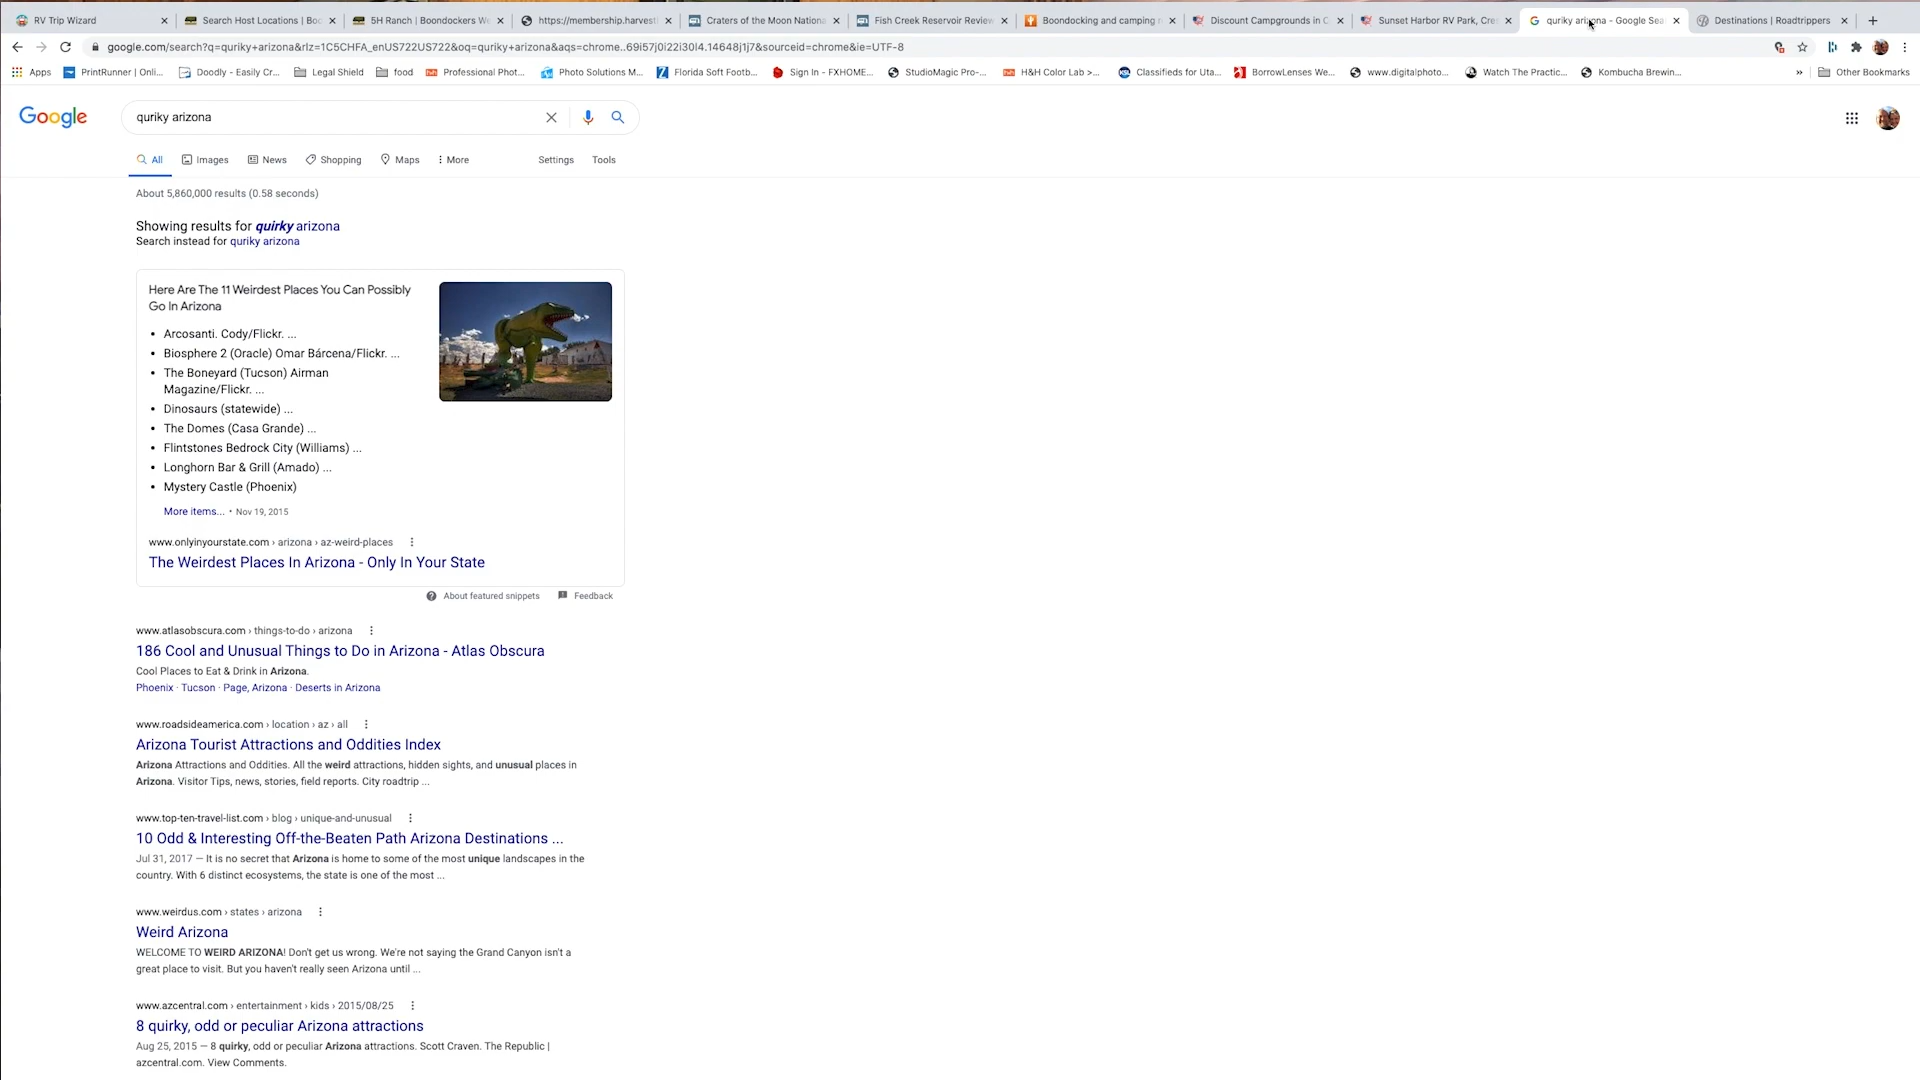 RV Trip Wizard
Search Host Locations | Boo
5H Ranch | Boondockers We
https://membership.harvest
Craters of the Moon Nationa
Fish Creek Reservoir Review
Boondocking and camping r
Discount Campgrounds in C
Sunset Harbor RV Park, Cre
quriky arizona - Google Sea
Destinations | Roadtrippers
google.com/search?q=quriky+arizona&rlz=1C5CHFA_enUS722US722&oq=quriky+arizona&aqs=chrome..69i57j0i22i30l4.14648j1j7&sourceid=chrome&ie=UTF-8
Apps
PrintRunner | Onli...
Doodly - Easily Cr...
Legal Shield
food
Professional Phot...
Photo Solutions M...
Florida Soft Footb...
Sign In - FXHOME...
StudioMagic Pro-...
H&H Color Lab >...
Classifieds for Uta...
BorrowLenses We...
www.digitalphoto...
Watch The Practic...
Kombucha Brewin...
»
Other Bookmarks
Google
quriky arizona
All
Images
News
Shopping
Maps
More
Settings
Tools
About 5,860,000 results (0.58 seconds)
Showing results for quirky arizona
Search instead for quriky arizona
Here Are The 11 Weirdest Places You Can Possibly
Go In Arizona
• Arcosanti. Cody/Flickr. ...
• Biosphere 2 (Oracle) Omar Bárcena/Flickr. ...
• The Boneyard (Tucson) Airman
Magazine/Flickr. ...
• Dinosaurs (statewide) ...
• The Domes (Casa Grande) ...
• Flintstones Bedrock City (Williams) ...
• Longhorn Bar & Grill (Amado) ...
• Mystery Castle (Phoenix)
More items... • Nov 19, 2015
www.onlyinyourstate.com › arizona › az-weird-places
The Weirdest Places In Arizona - Only In Your State
About featured snippets
Feedback
www.atlasobscura.com › things-to-do › arizona
186 Cool and Unusual Things to Do in Arizona - Atlas Obscura
Cool Places to Eat & Drink in Arizona.
Phoenix · Tucson · Page, Arizona · Deserts in Arizona
www.roadsideamerica.com › location › az › all
Arizona Tourist Attractions and Oddities Index
Arizona Attractions and Oddities. All the weird attractions, hidden sights, and unusual places in
Arizona. Visitor Tips, news, stories, field reports. City roadtrip ...
www.top-ten-travel-list.com › blog › unique-and-unusual
10 Odd & Interesting Off-the-Beaten Path Arizona Destinations ...
Jul 31, 2017 — It is no secret that Arizona is home to some of the most unique landscapes in the
country. With 6 distinct ecosystems, the state is one of the most ...
www.weirdus.com › states › arizona
Weird Arizona
WELCOME TO WEIRD ARIZONA! Don't get us wrong. We're not saying the Grand Canyon isn't a
great place to visit. But you haven't really seen Arizona until ...
www.azcentral.com › entertainment › kids › 2015/08/25
8 quirky, odd or peculiar Arizona attractions
Aug 25, 2015 — 8 quirky, odd or peculiar Arizona attractions. Scott Craven. The Republic |
azcentral.com. View Comments.